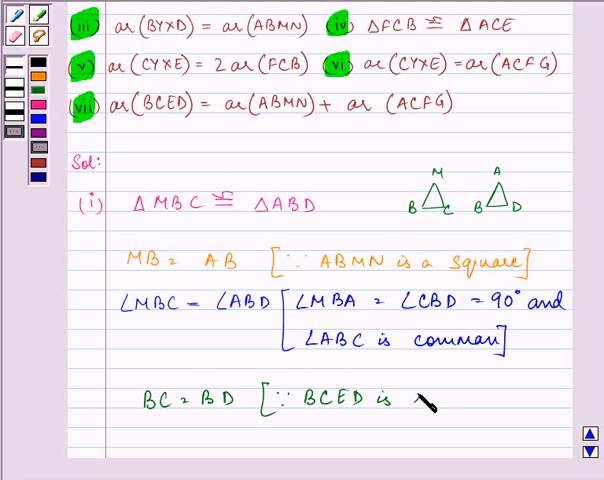 iii) ar(BYXD) = ar(ABMN) iv) ΔFCB ≅ ΔACE
v) ar(CYXE) = 2 ar(FCB) vi) ar(CYXE) = ar(ACFG)
vii) ar(BCED) = ar(ABMN) + ar (ACFG)
Sol:
(i) ΔMBC ≅ ΔABD
M
B C
A
B D
MB = AB [∵ ABMN is a square]
∠MBC = ∠ABD [∠MBA = ∠CBD = 90° and
∠ABC is common]
BC = BD [∵ BCED is